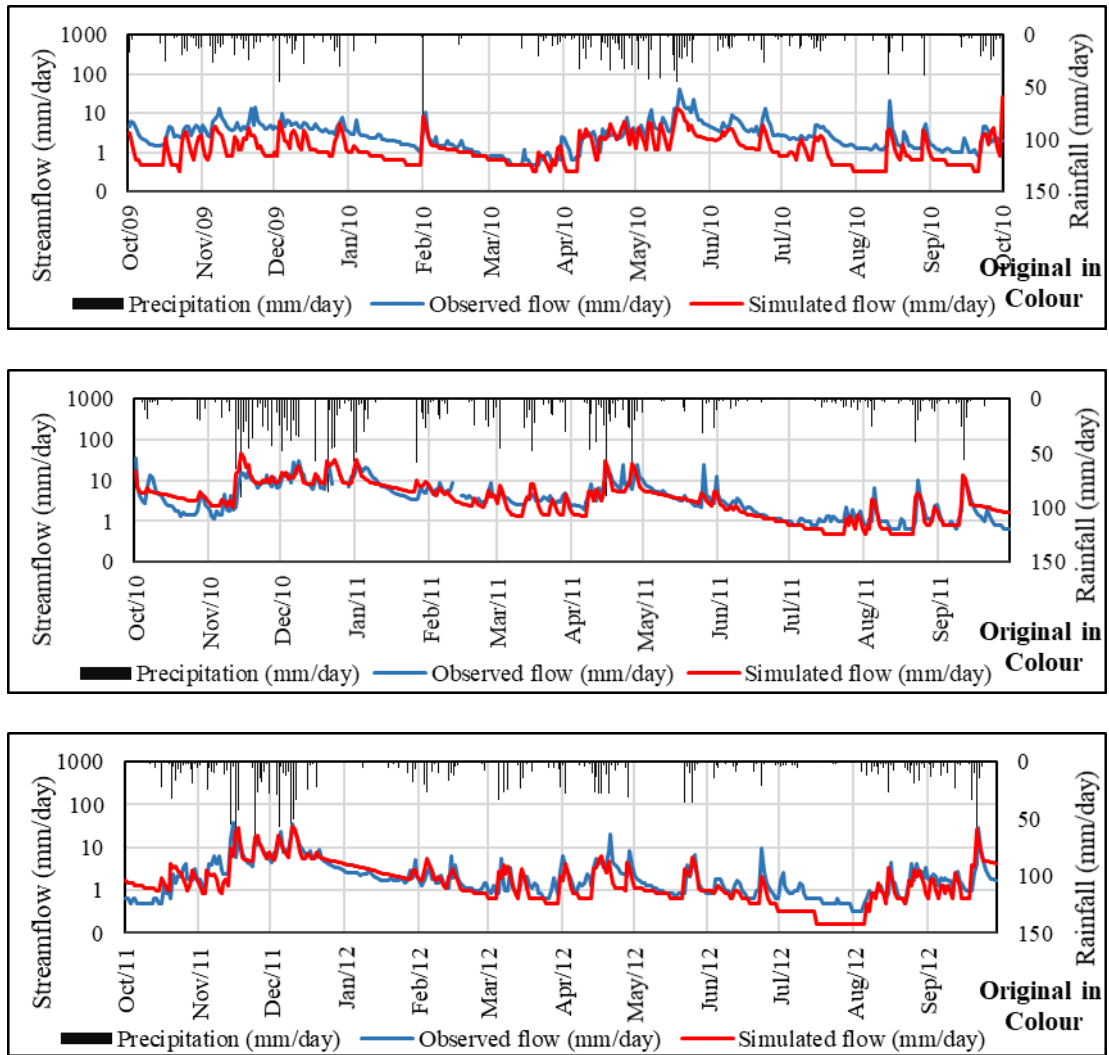 1000
100
10
1
0
Streamflow (mm/day)
0
50
100
150
Rainfall (mm/day)
Oct/09
Nov/09
Dec/09
Jan/10
Feb/10
Mar/10
Apr/10
May/10
Jun/10
Jul/10
Aug/10
Sep/10
Oct/10
Original in
Colour
Precipitation (mm/day) Observed flow (mm/day) Simulated flow (mm/day)
1000
100
10
1
0
Streamflow (mm/day)
0
50
100
150
Rainfall (mm/day)
Oct/10
Nov/10
Dec/10
Jan/11
Feb/11
Mar/11
Apr/11
May/11
Jun/11
Jul/11
Aug/11
Sep/11
Original in
Colour
Precipitation (mm/day) Observed flow (mm/day) Simulated flow (mm/day)
1000
100
10
1
0
Streamflow (mm/day)
0
50
100
150
Rainfall (mm/day)
Oct/11
Nov/11
Dec/11
Jan/12
Feb/12
Mar/12
Apr/12
May/12
Jun/12
Jul/12
Aug/12
Sep/12
Original in
Colour
Precipitation (mm/day) Observed flow (mm/day) Simulated flow (mm/day)